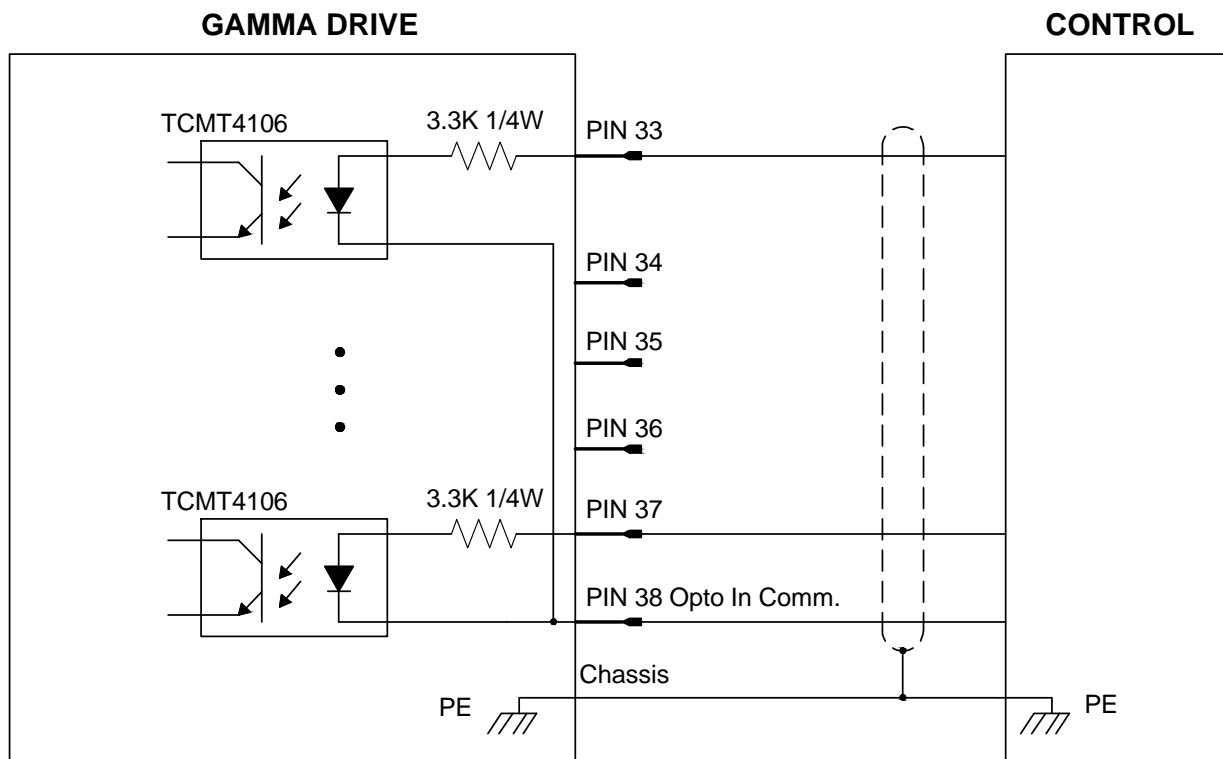 GAMMA DRIVE
CONTROL
TCMT4106
3.3K 1/4W
PIN 33
PIN 34
PIN 35
PIN 36
TCMT4106
3.3K 1/4W
PIN 37
PIN 38 Opto In Comm.
Chassis
PE
PE